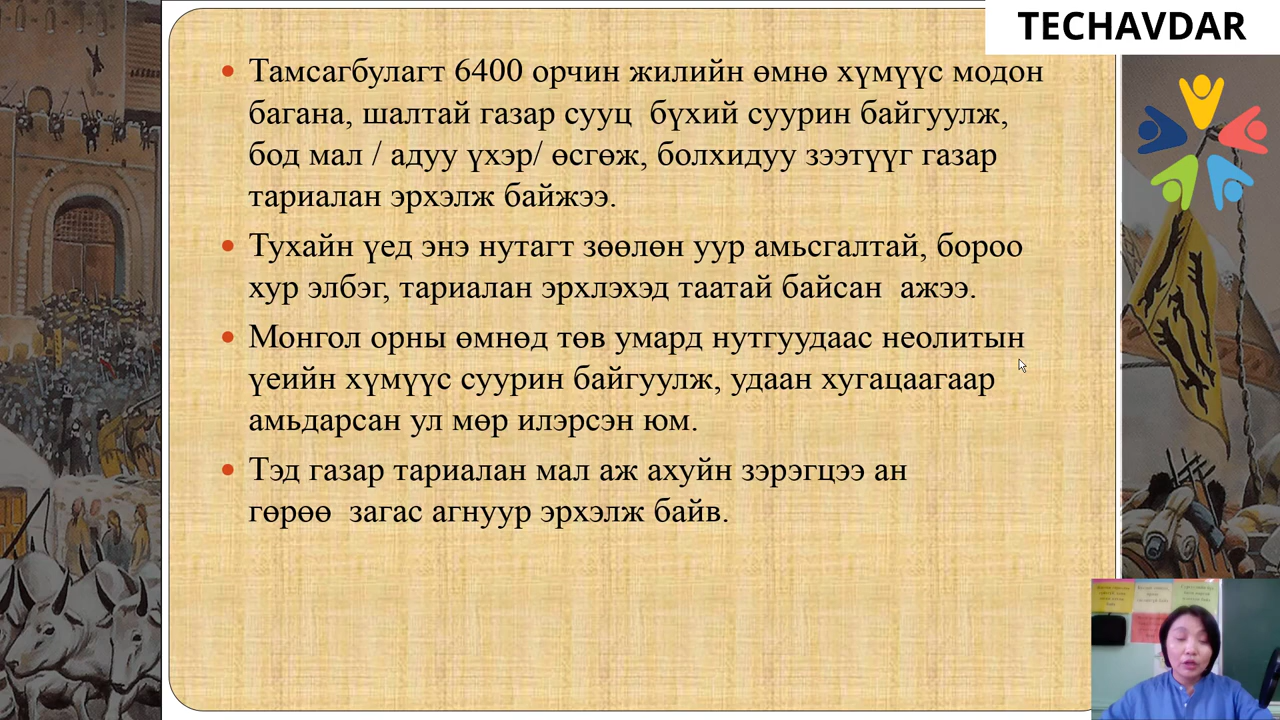 TECHAVDAR
Тамсагбулагт 6400 орчин жилийн өмнө хүмүүс модон
багана, шалтай газар сууц бүхий суурин байгуулж,
бод мал / адуу үхэр/ өсгөж, болхидуу зээтүүг газар
тариалан эрхэлж байжээ.
Тухайн үед энэ нутагт зөөлөн уур амьсгалтай, бороо
хур элбэг, тариалан эрхлэхэд таатай байсан ажээ.
Монгол орны өмнөд төв умард нутгуудаас неолитын
үеийн хүмүүс суурин байгуулж, удаан хугацаагаар
амьдарсан ул мөр илэрсэн юм.
Тэд газар тариалан мал аж ахуйн зэрэгцээ ан
гөрөө загас агнуур эрхэлж байв.